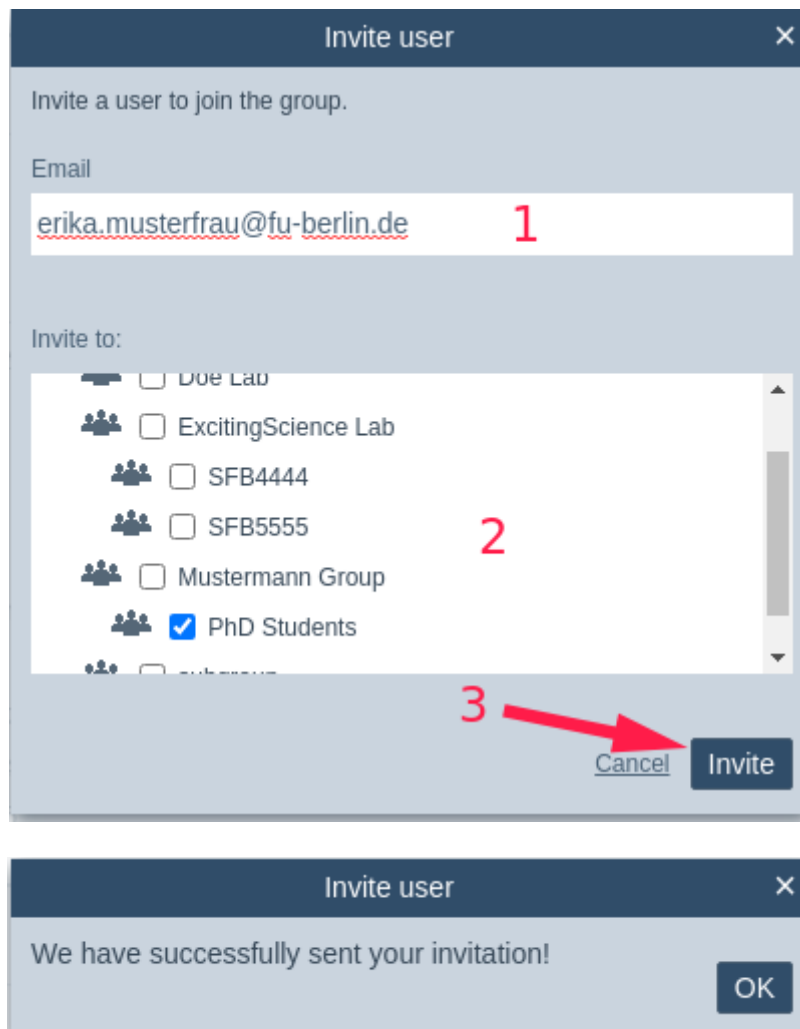 Invite user ×
Invite a user to join the group.
Email
erika.musterfrau@fu-berlin.de 1
Invite to:
Doe Lab
ExcitingScience Lab
SFB4444
SFB5555
2
Mustermann Group
PhD Students
subgroup
3
Cancel Invite
Invite user ×
We have successfully sent your invitation!
OK